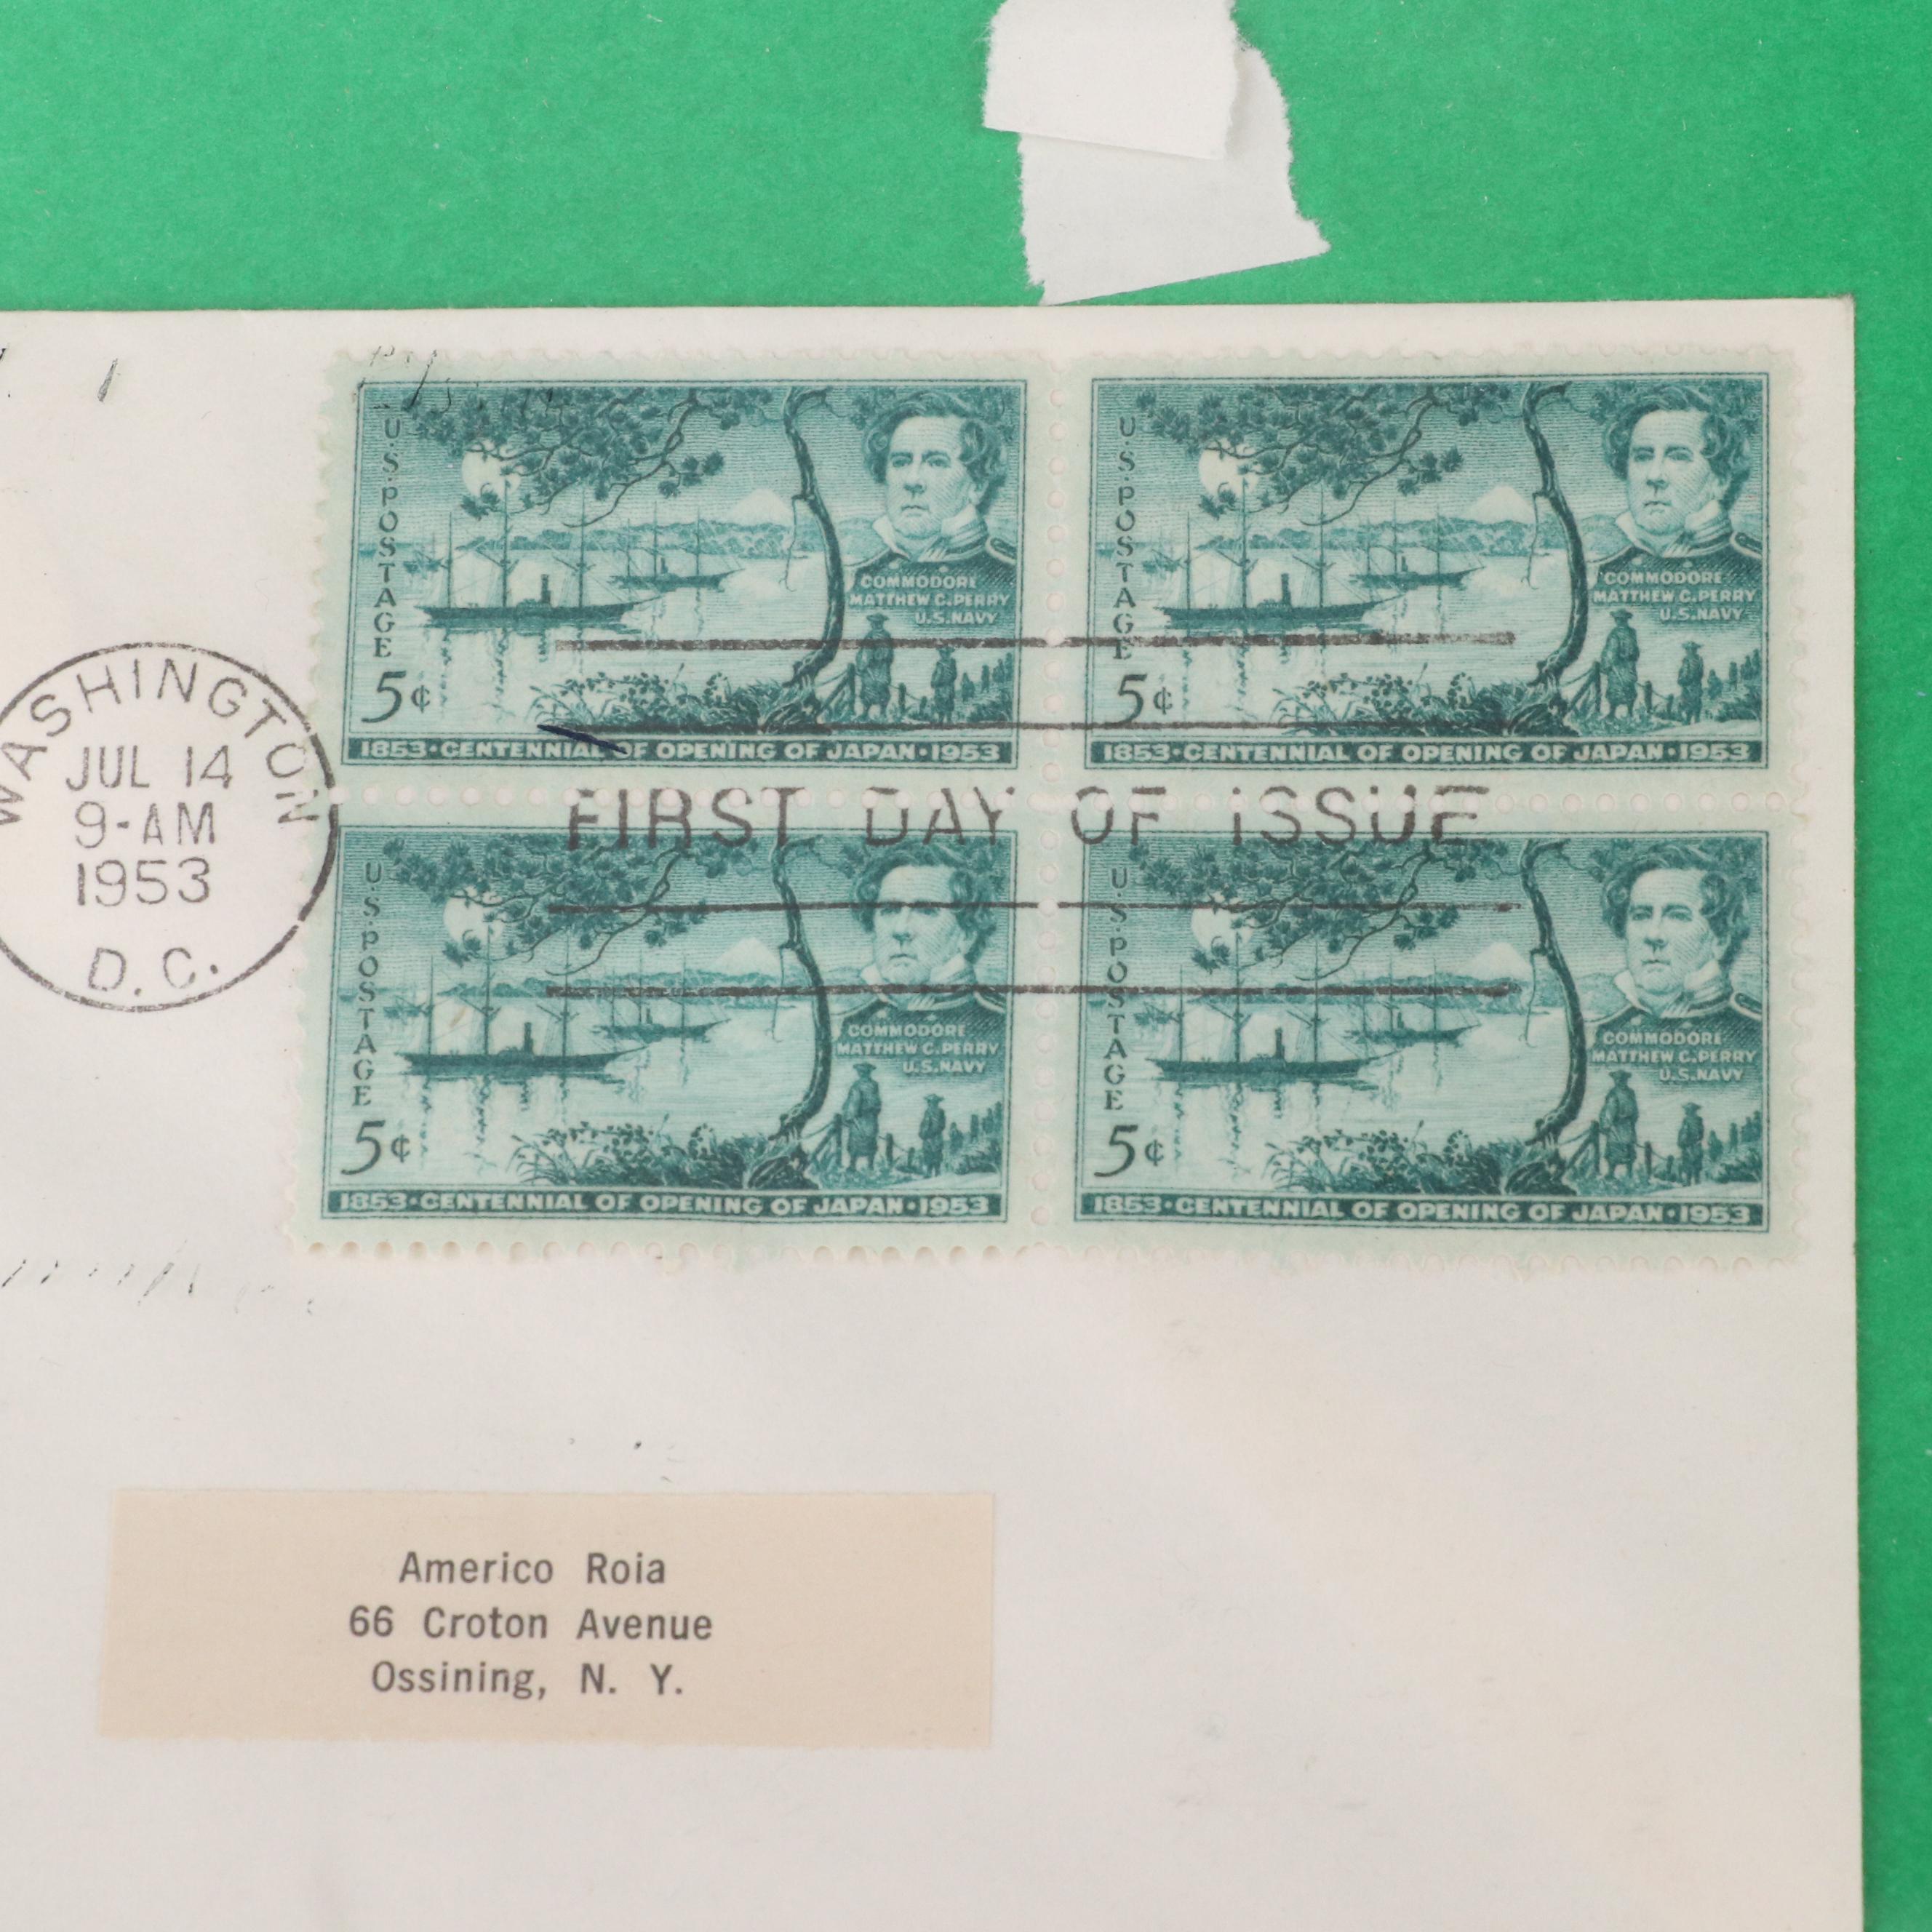 WASHINGTON
JUL 14
9-AM
1953
D.C.
U.S. POSTAGE
5¢
COMMODORE
MATTHEW C. PERRY
U.S. NAVY
1853·CENTENNIAL OF OPENING OF JAPAN·1953
U.S. POSTAGE
5¢
COMMODORE
MATTHEW C. PERRY
U.S. NAVY
1853·CENTENNIAL OF OPENING OF JAPAN·1953
FIRST DAY OF ISSUE
U.S. POSTAGE
5¢
COMMODORE
MATTHEW C. PERRY
U.S. NAVY
1853·CENTENNIAL OF OPENING OF JAPAN·1953
U.S. POSTAGE
5¢
COMMODORE
MATTHEW C. PERRY
U.S. NAVY
1853·CENTENNIAL OF OPENING OF JAPAN·1953
Americo Roia
66 Croton Avenue
Ossining, N. Y.